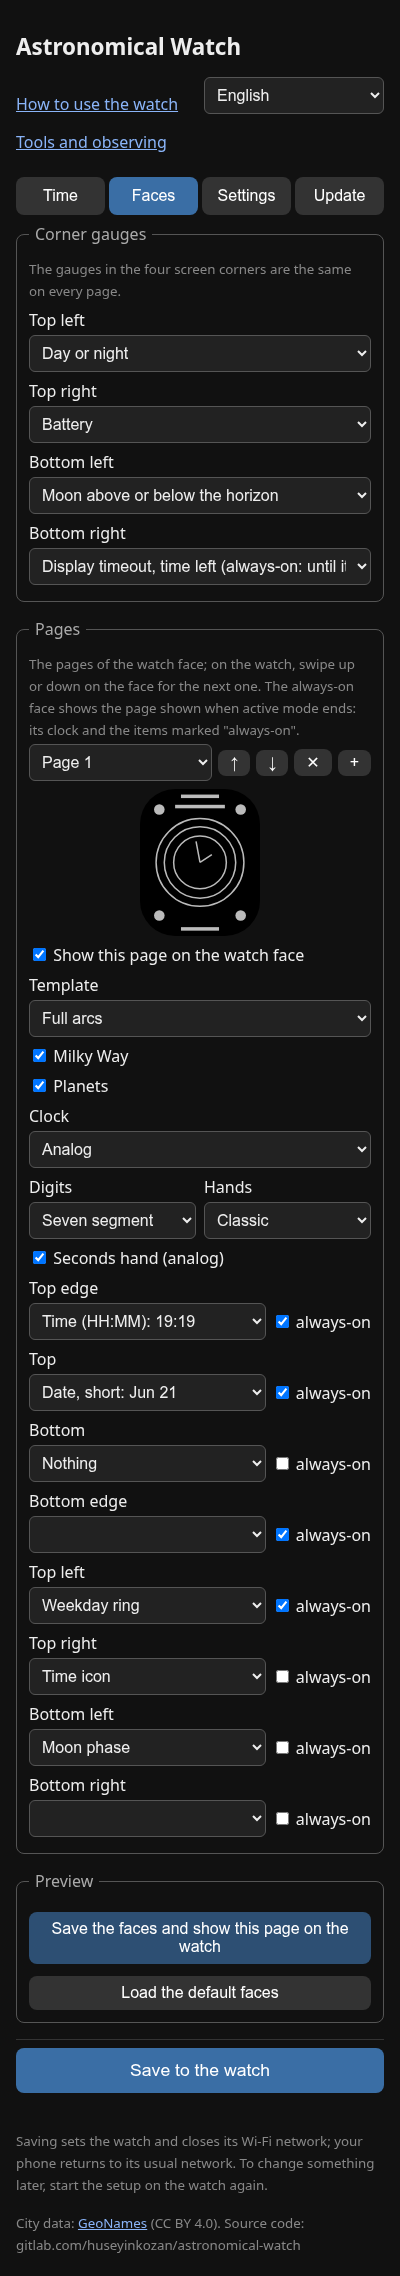 Astronomical Watch
How to use the watch
English
Tools and observing
Time
Faces
Settings
Update
Corner gauges
The gauges in the four screen corners are the same
on every page.
Top left
Day or night
Top right
Battery
Bottom left
Moon above or below the horizon
Bottom right
Display timeout, time left (always-on: until
Pages
The pages of the watch face; on the watch, swipe up
or down on the face for the next one. The always-on
face shows the page shown when active mode ends:
its clock and the items marked "always-on".
Page 1
↑
↓
✕
+
Show this page on the watch face
Template
Full arcs
Milky Way
Planets
Clock
Analog
Digits
Hands
Seven segment
Classic
Seconds hand (analog)
Top edge
Time (HH:MM): 19:19
always-on
Top
Date, short: Jun 21
always-on
Bottom
Nothing
always-on
Bottom edge
always-on
Top left
Weekday ring
always-on
Top right
Time icon
always-on
Bottom left
Moon phase
always-on
Bottom right
always-on
Preview
Save the faces and show this page on the
watch
Load the default faces
Save to the watch
Saving sets the watch and closes its Wi-Fi network; your
phone returns to its usual network. To change something
later, start the setup on the watch again.
City data: GeoNames (CC BY 4.0). Source code:
gitlab.com/huseyinkozan/astronomical-watch